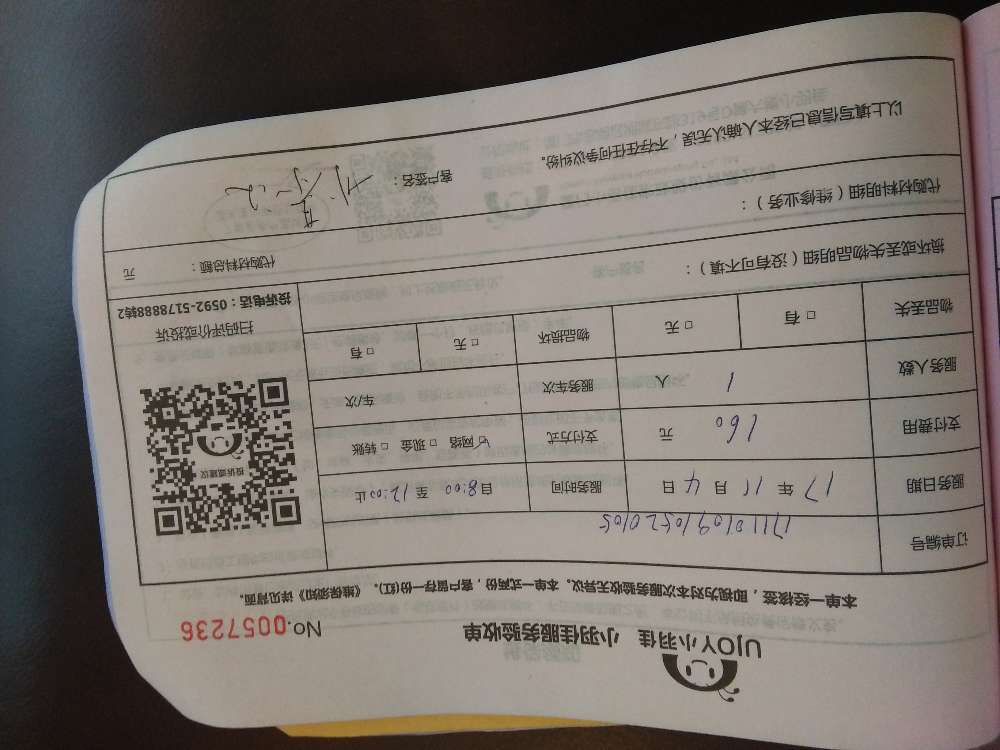 UJOY小羽佳 小羽佳服务验收单
No.0057236
本单一经核签，即视为对本次服务验收无异议。本单一式两份，客户留存一份(红)。《维保须知》详见背面。
订单编号
服务日期 17 年 11 月 4 日 服务时间 自 8:00 至 12:00 止
支付费用 160 元 支付方式 ☑ 网络 □ 现金 □ 转账
服务人数 1 人 服务车次 车/次
物品丢失 □ 有 □ 无 物品损坏 □ 无 □ 有
投诉或建议
扫码评价或投诉
投诉电话：0592-5178888转2
损坏或丢失物品明细（没有可不填）：
代购材料明细（维修业务）：
代购材料总额： 元
以上填写信息已经本人确认无误，不存在任何争议纠纷。
客户签名：